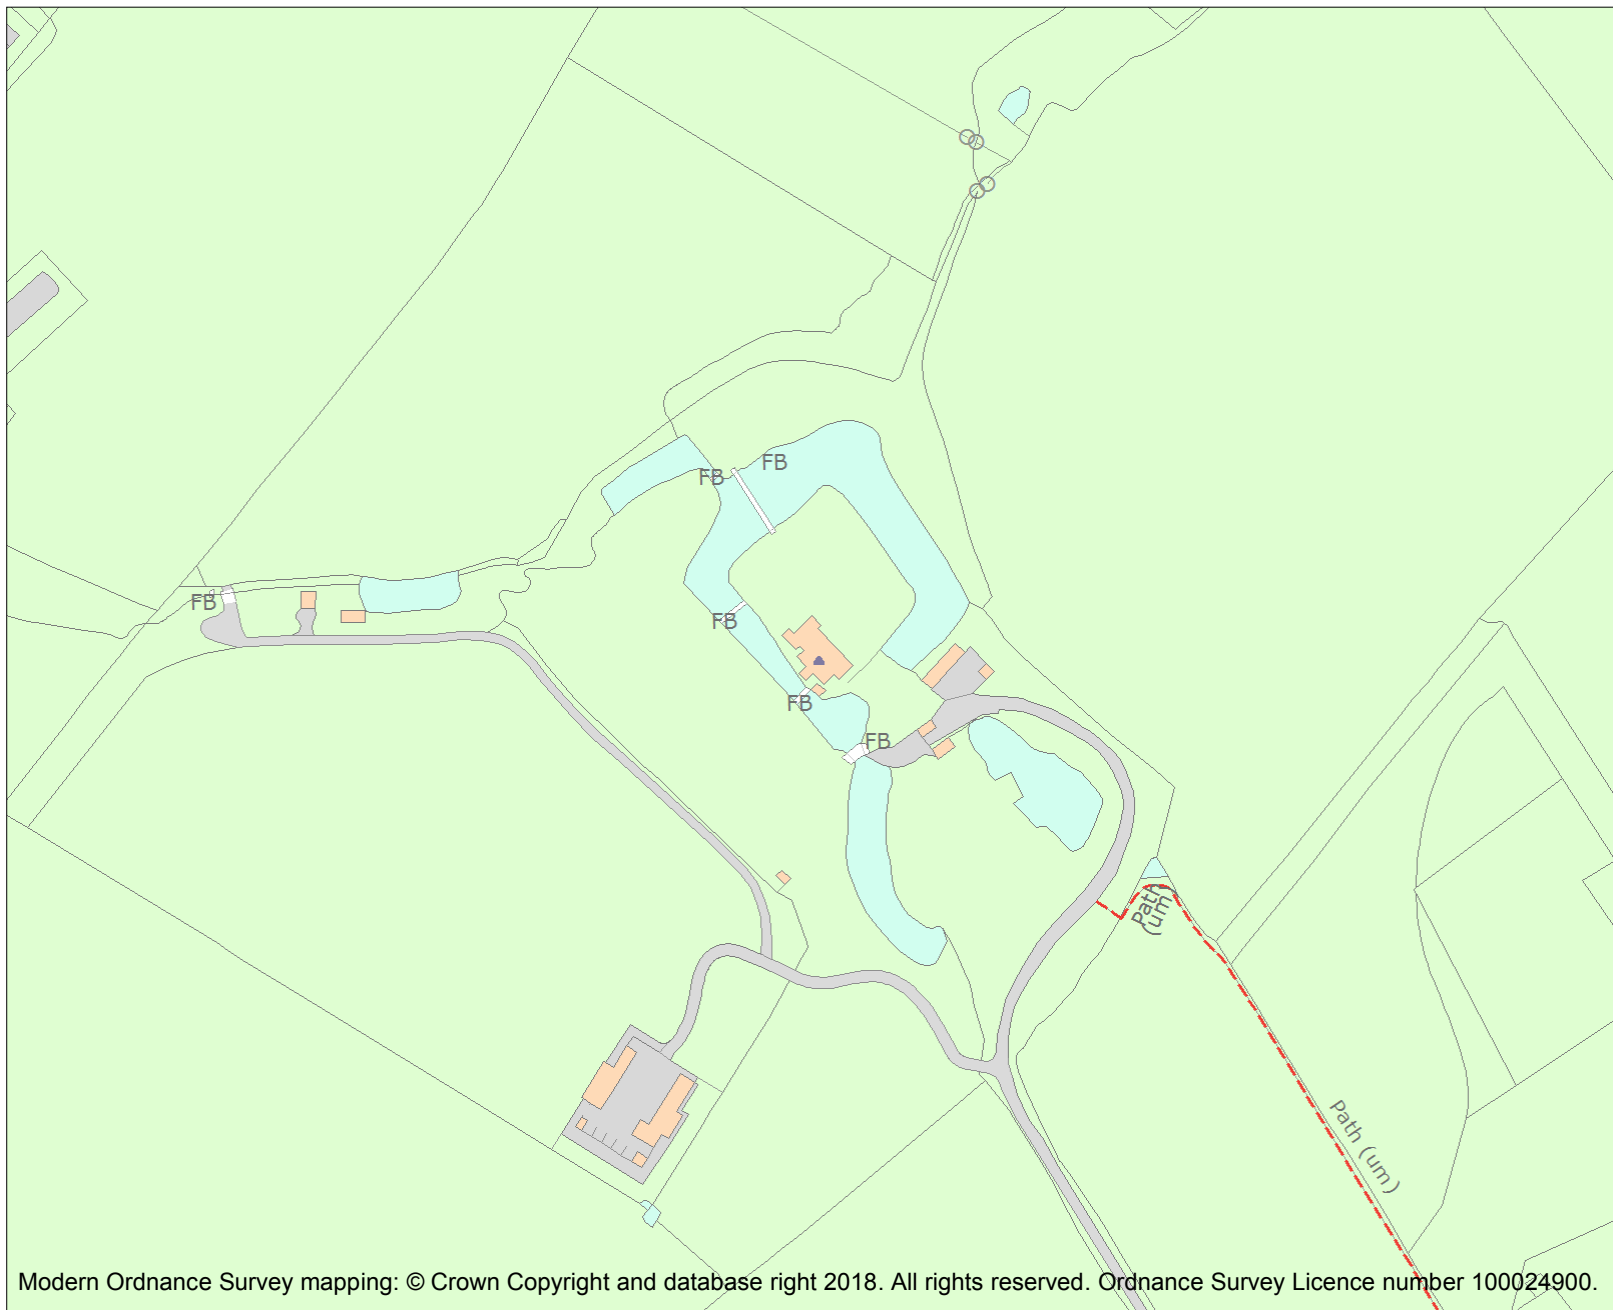 FB
FB
FB
FB
FB
FB
Path
(um)
Path (um)
Modern Ordnance Survey mapping: © Crown Copyright and database right 2018. All rights reserved. Ordnance Survey Licence number 100024900.